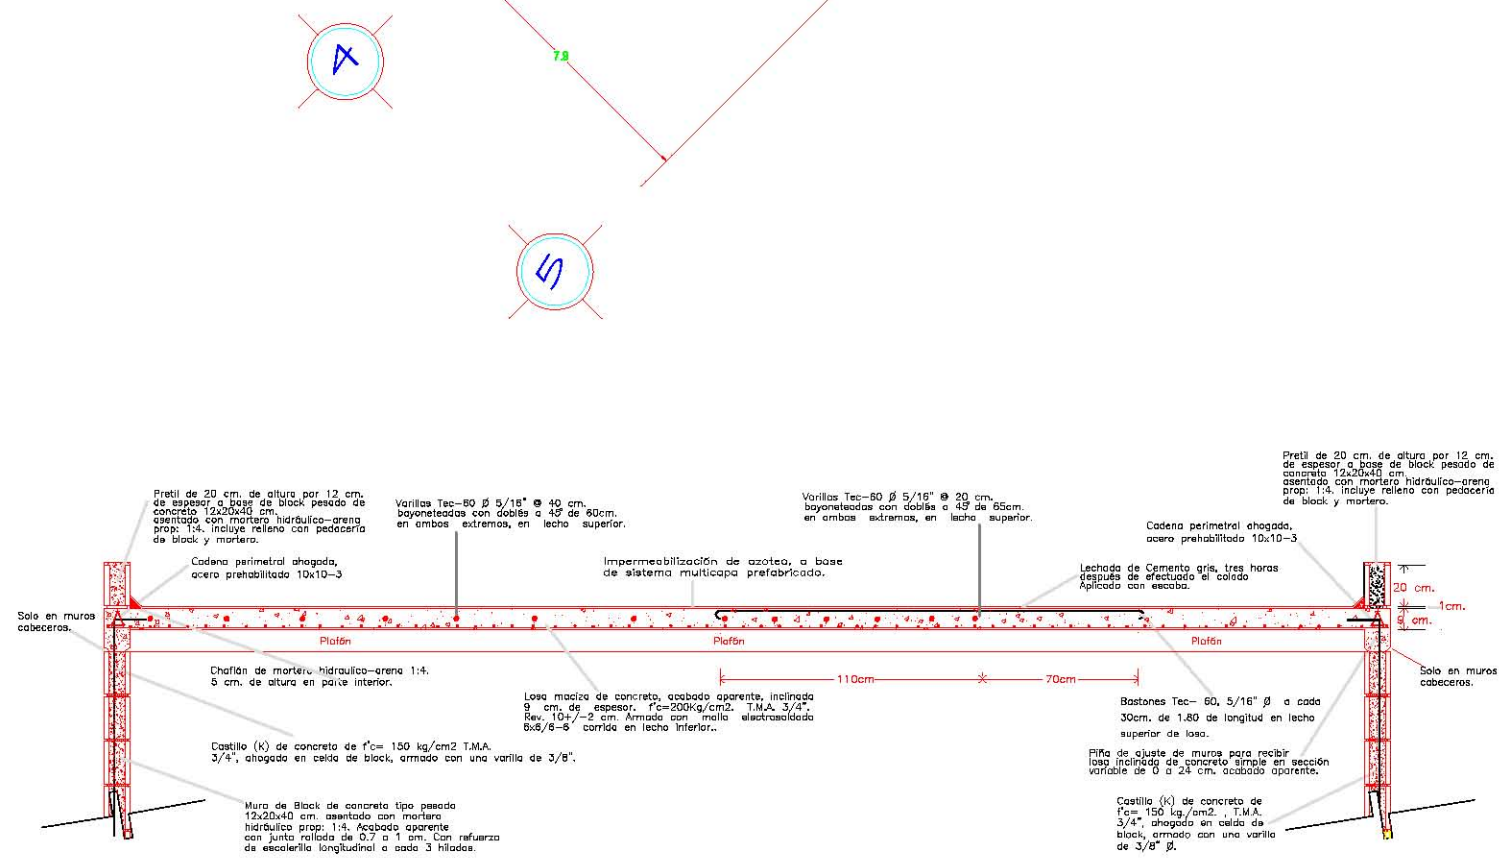 4
7.9
5
Pretil de 20 cm. de altura por 12 cm.
de espesor a base de block pesado de
concreto 12x20x40 cm.
asentado con mortero hidráulico-arena
prop: 1:4. incluye relleno con pedacería
de block y mortero.
Cadena perimetral ahogada,
acero prehabilitado 10x10-3
Varillas Tec-60 Ø 5/16" @ 40 cm.
bayoneteadas con doblés a 45° de 60cm.
en ambos extremos, en lecho superior.
Impermeabilización de azotea, a base
de sistema multicapa prefabricado.
Varillas Tec-60 Ø 5/16" @ 20 cm.
bayoneteadas con doblés a 45° de 65cm.
en ambos extremos, en lecho superior.
Lechada de Cemento gris, tres horas
después de efectuado el colado
Aplicado con escoba.
Cadena perimetral ahogada,
acero prehabilitado 10x10-3
Pretil de 20 cm. de altura por 12 cm.
de espesor a base de block pesado de
concreto 12x20x40 cm.
asentado con mortero hidráulico-arena
prop: 1:4. incluye relleno con pedacería
de block y mortero.
20 cm.
1cm.
9 cm.
Solo en muros
cabeceros.
Plafón
Plafón
Plafón
Solo en muros
cabeceros.
110cm
70cm
Chaflán de mortero hidraulico-arena 1:4.
5 cm. de altura en parte interior.
Losa maciza de concreto, acabado aparente, inclinada
9 cm. de espesor. f'c=200Kg/cm2. T.M.A. 3/4".
Rev. 10+/-2 cm. Armado con malla electrosoldada
6x6/6-6 corrida en lecho inferior..
Bastones Tec- 60, 5/16" Ø a cada
30cm. de 1.80 de longitud en lecho
superior de losa.
Castillo (K) de concreto de f'c= 150 kg/cm2 T.M.A.
3/4", ahogado en celda de block, armado con una varilla de 3/8".
Piña de ajuste de muros para recibir
losa inclinada de concreto simple en sección
variable de 0 a 24 cm. acabado aparente.
Muro de Block de concreto tipo pesado
12x20x40 cm. asentado con mortero
hidráulico prop: 1:4. Acabado aparente
con junta rallada de 0.7 a 1 cm. Con refuerzo
de escalerilla longitudinal a cada 3 hiladas.
Castillo (K) de concreto de
f'c= 150 kg./cm2. , T.M.A.
3/4", ahogado en celda de
block, armado con una varilla
de 3/8" Ø.